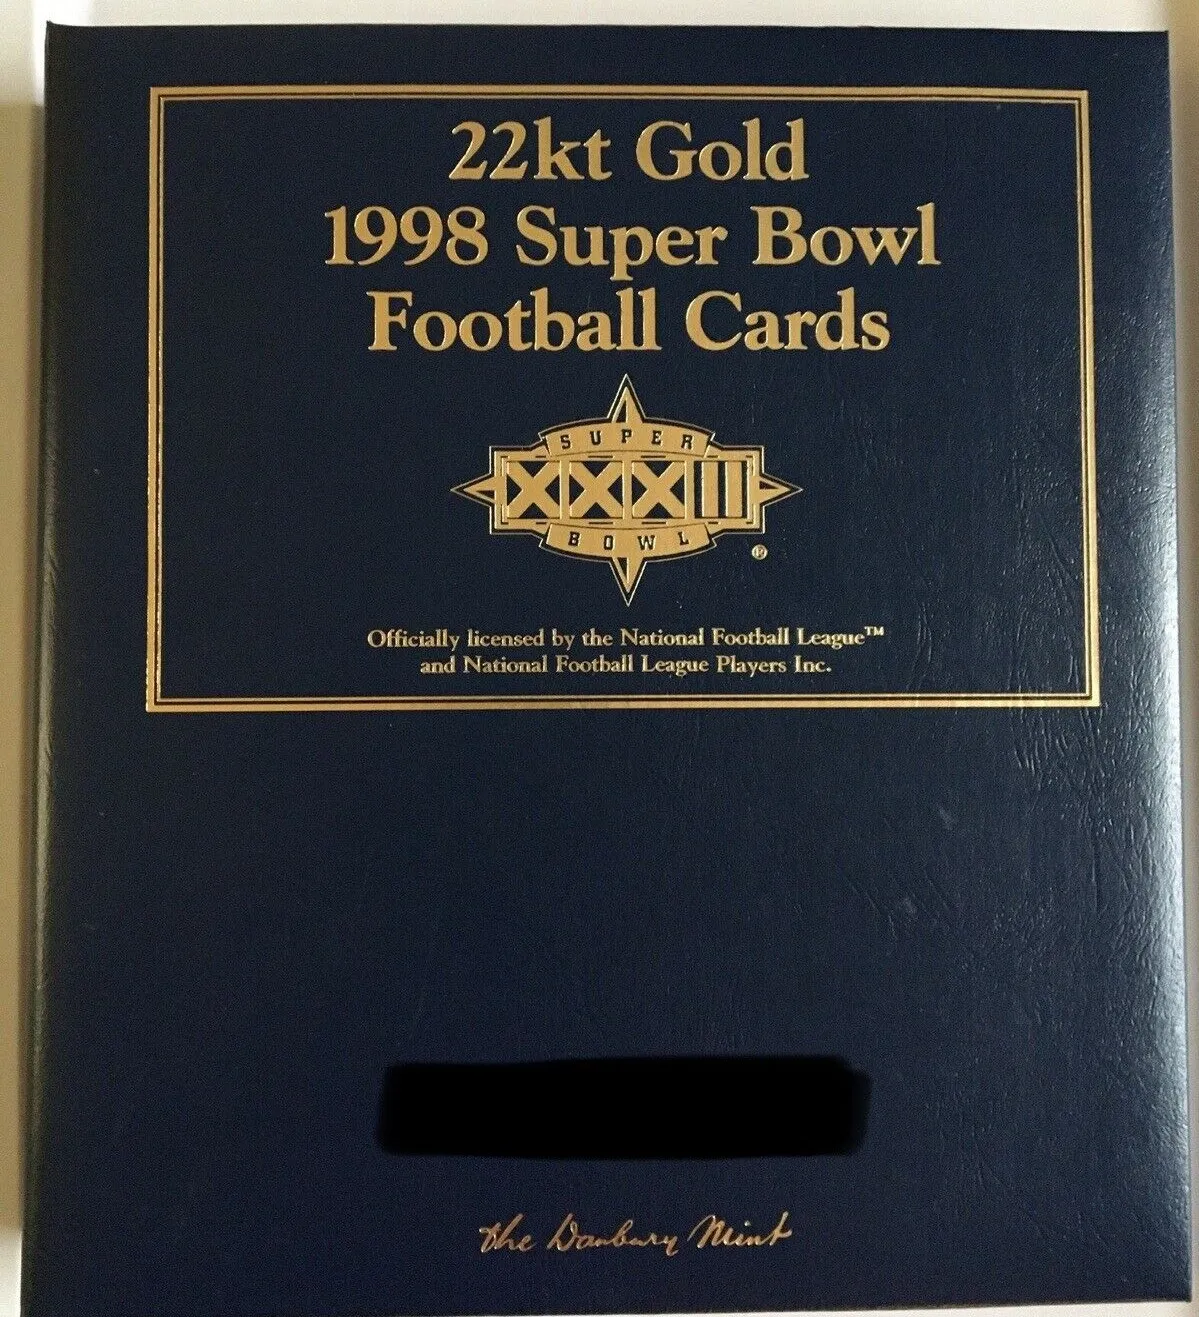 22kt Gold
1998 Super Bowl
Football Cards
SUPER
XXXII
BOWL
®
Officially licensed by the National Football League™
and National Football League Players Inc.
the Danbury Mint